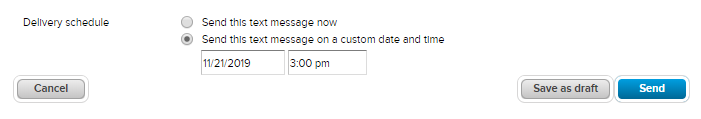 Delivery schedule
Send this text message now
Send this text message on a custom date and time
11/21/2019 3:00 pm
Cancel Save as draft Send